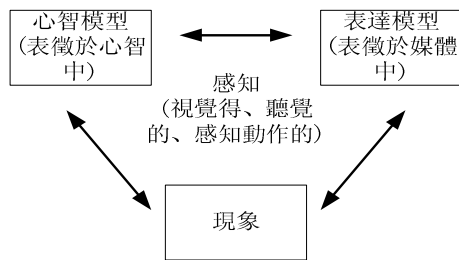 心智模型
(表徵於心智
中)
表達模型
(表徵於媒體
中)
感知
(視覺得、聽覺
的、感知動作的)
現象